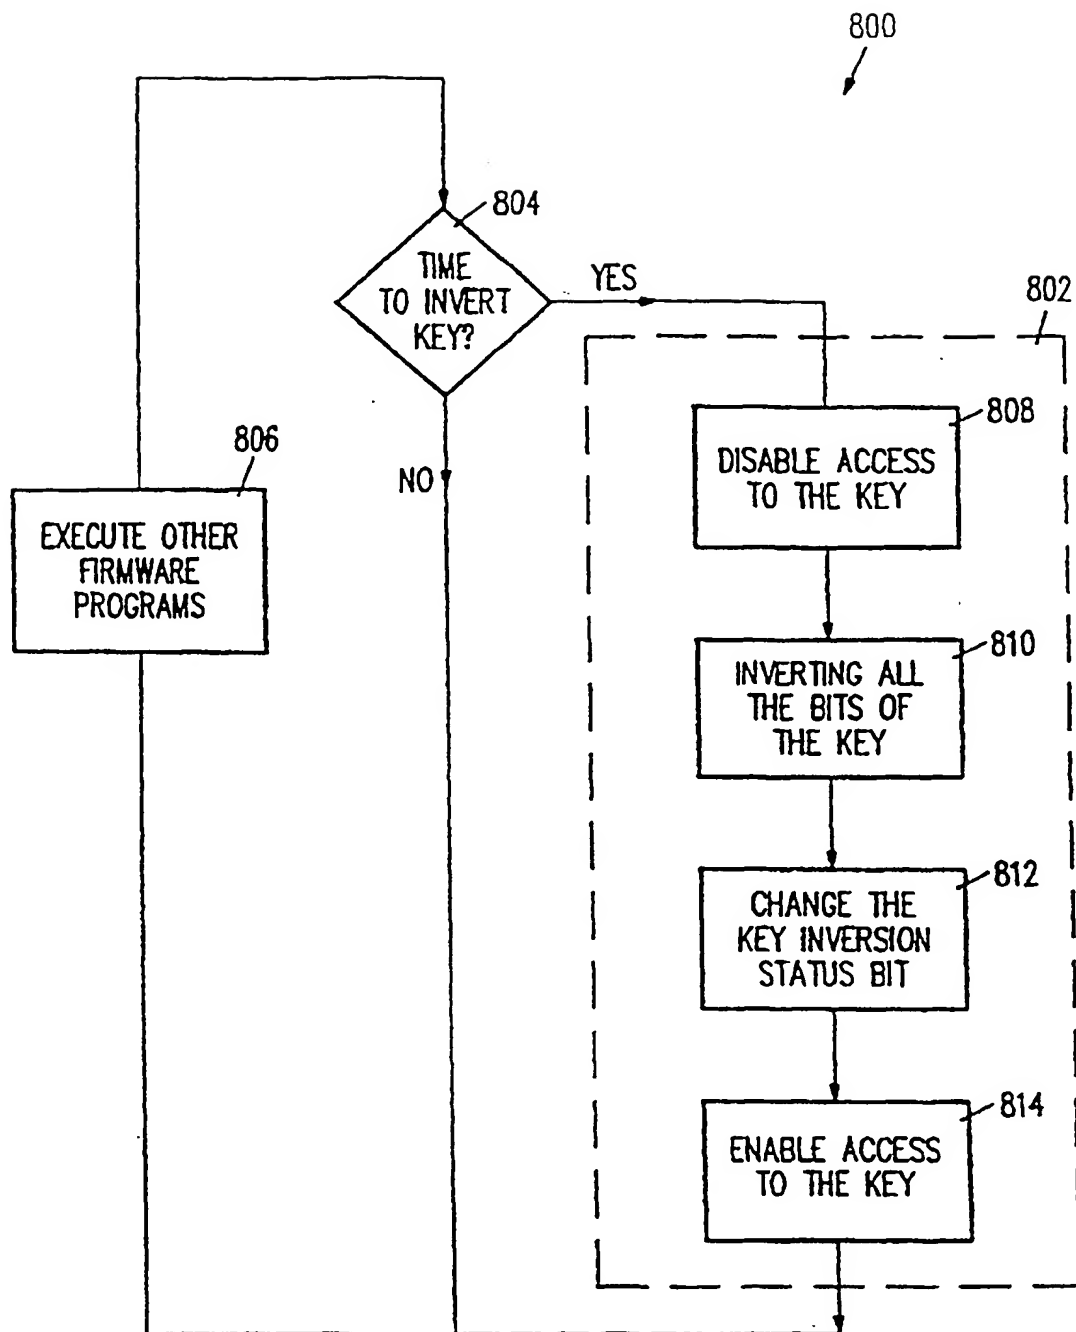 800
804
TIME
TO INVERT
KEY?
YES
802
808
DISABLE ACCESS
TO THE KEY
806
NO
EXECUTE OTHER
FIRMWARE
PROGRAMS
810
INVERTING ALL
THE BITS OF
THE KEY
812
CHANGE THE
KEY INVERSION
STATUS BIT
814
ENABLE ACCESS
TO THE KEY